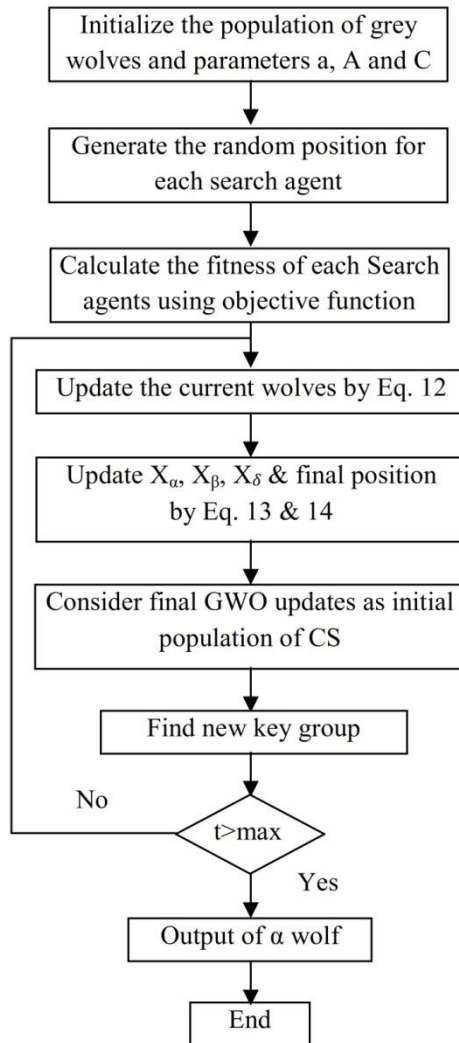 Initialize the population of grey
wolves and parameters a, A and C
Generate the random position for
each search agent
Calculate the fitness of each Search
agents using objective function
Update the current wolves by Eq. 12
Update Xα, Xβ, Xδ & final position
by Eq. 13 & 14
Consider final GWO updates as initial
population of CS
Find new key group
No
t>max
Yes
Output of α wolf
End